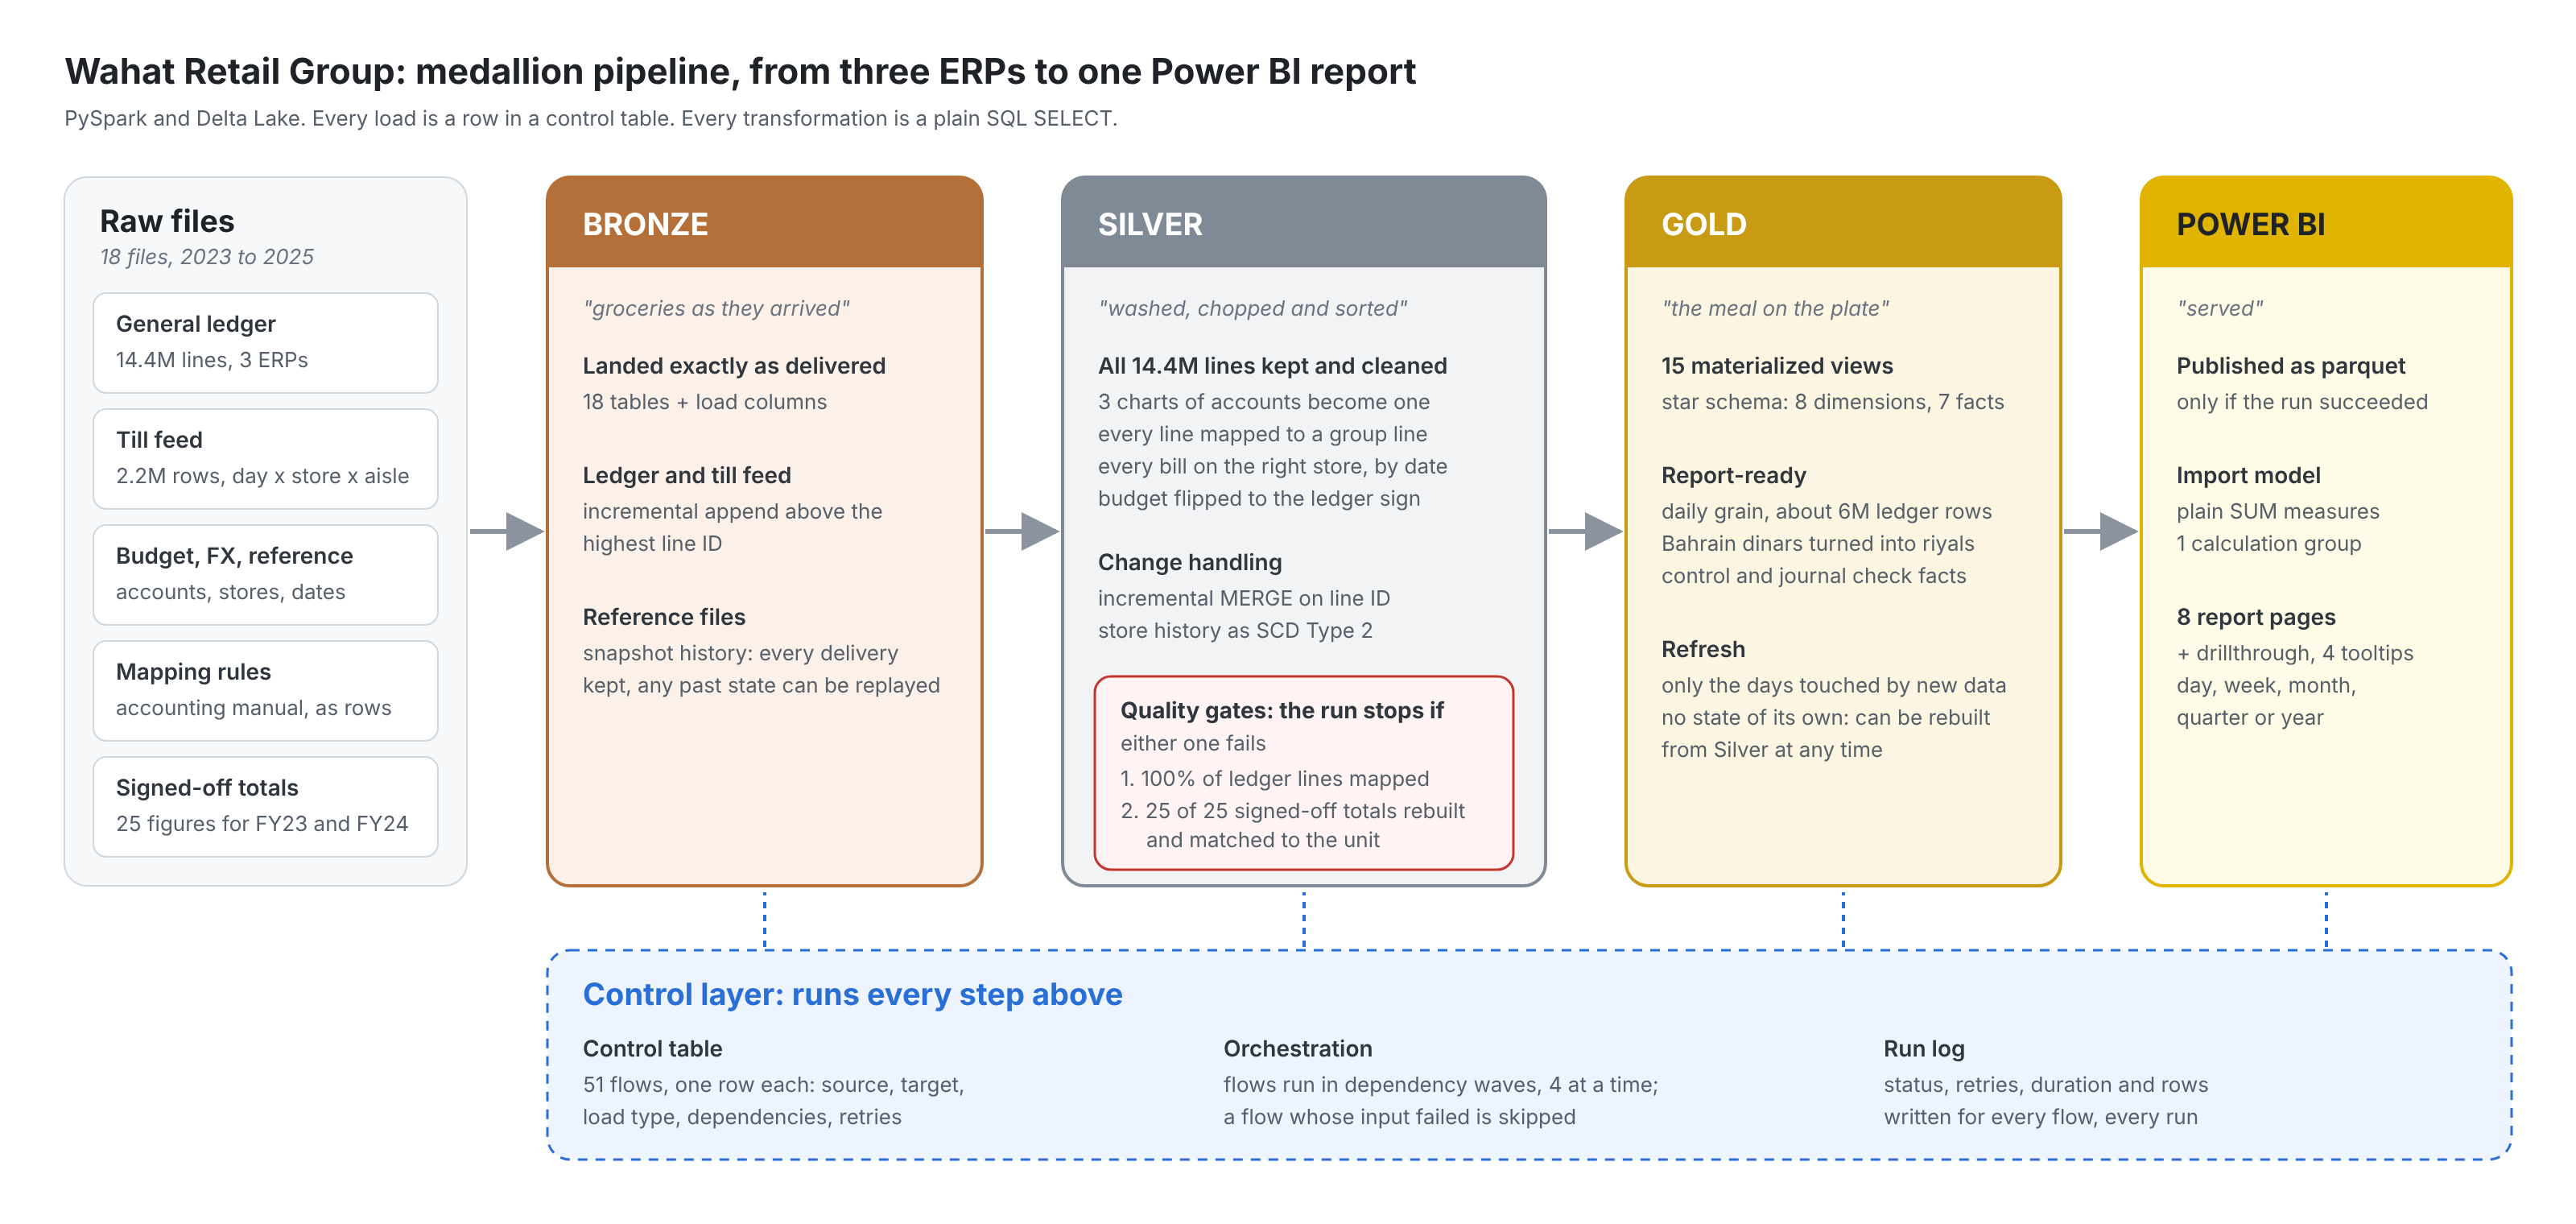 Wahat Retail Group: medallion pipeline, from three ERPs to one Power BI report
PySpark and Delta Lake. Every load is a row in a control table. Every transformation is a plain SQL SELECT.
Raw files
18 files, 2023 to 2025
General ledger
14.4M lines, 3 ERPs
Till feed
2.2M rows, day x store x aisle
Budget, FX, reference
accounts, stores, dates
Mapping rules
accounting manual, as rows
Signed-off totals
25 figures for FY23 and FY24
BRONZE
"groceries as they arrived"
Landed exactly as delivered
18 tables + load columns
Ledger and till feed
incremental append above the
highest line ID
Reference files
snapshot history: every delivery
kept, any past state can be replayed
SILVER
"washed, chopped and sorted"
All 14.4M lines kept and cleaned
3 charts of accounts become one
every line mapped to a group line
every bill on the right store, by date
budget flipped to the ledger sign
Change handling
incremental MERGE on line ID
store history as SCD Type 2
Quality gates: the run stops if
either one fails
1. 100% of ledger lines mapped
2. 25 of 25 signed-off totals rebuilt
and matched to the unit
GOLD
"the meal on the plate"
15 materialized views
star schema: 8 dimensions, 7 facts
Report-ready
daily grain, about 6M ledger rows
Bahrain dinars turned into riyals
control and journal check facts
Refresh
only the days touched by new data
no state of its own: can be rebuilt
from Silver at any time
POWER BI
"served"
Published as parquet
only if the run succeeded
Import model
plain SUM measures
1 calculation group
8 report pages
+ drillthrough, 4 tooltips
day, week, month,
quarter or year
Control layer: runs every step above
Control table
51 flows, one row each: source, target,
load type, dependencies, retries
Orchestration
flows run in dependency waves, 4 at a time;
a flow whose input failed is skipped
Run log
status, retries, duration and rows
written for every flow, every run